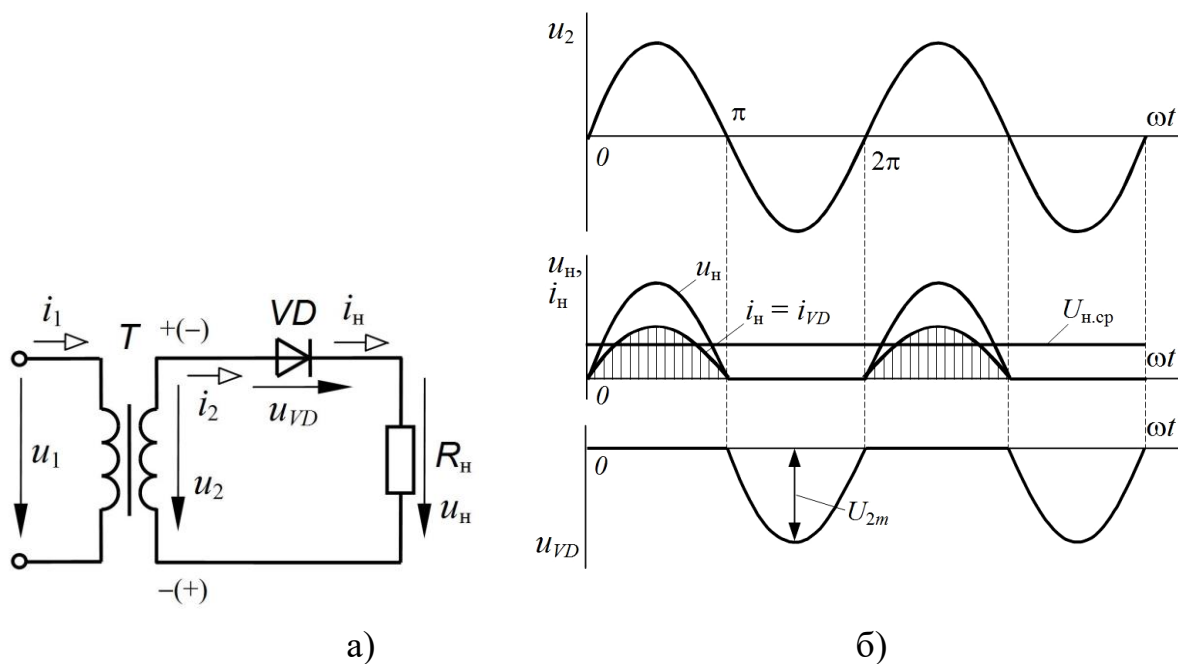 i₁
T
+(−)
VD
iн
i₂
uVD
u₁
u₂
Rн
uн
−(+)
а)
u₂
π
ωt
0
2π
uн,
iн
uн
iн = iVD
Uн.ср
ωt
0
ωt
0
U2m
uVD
б)